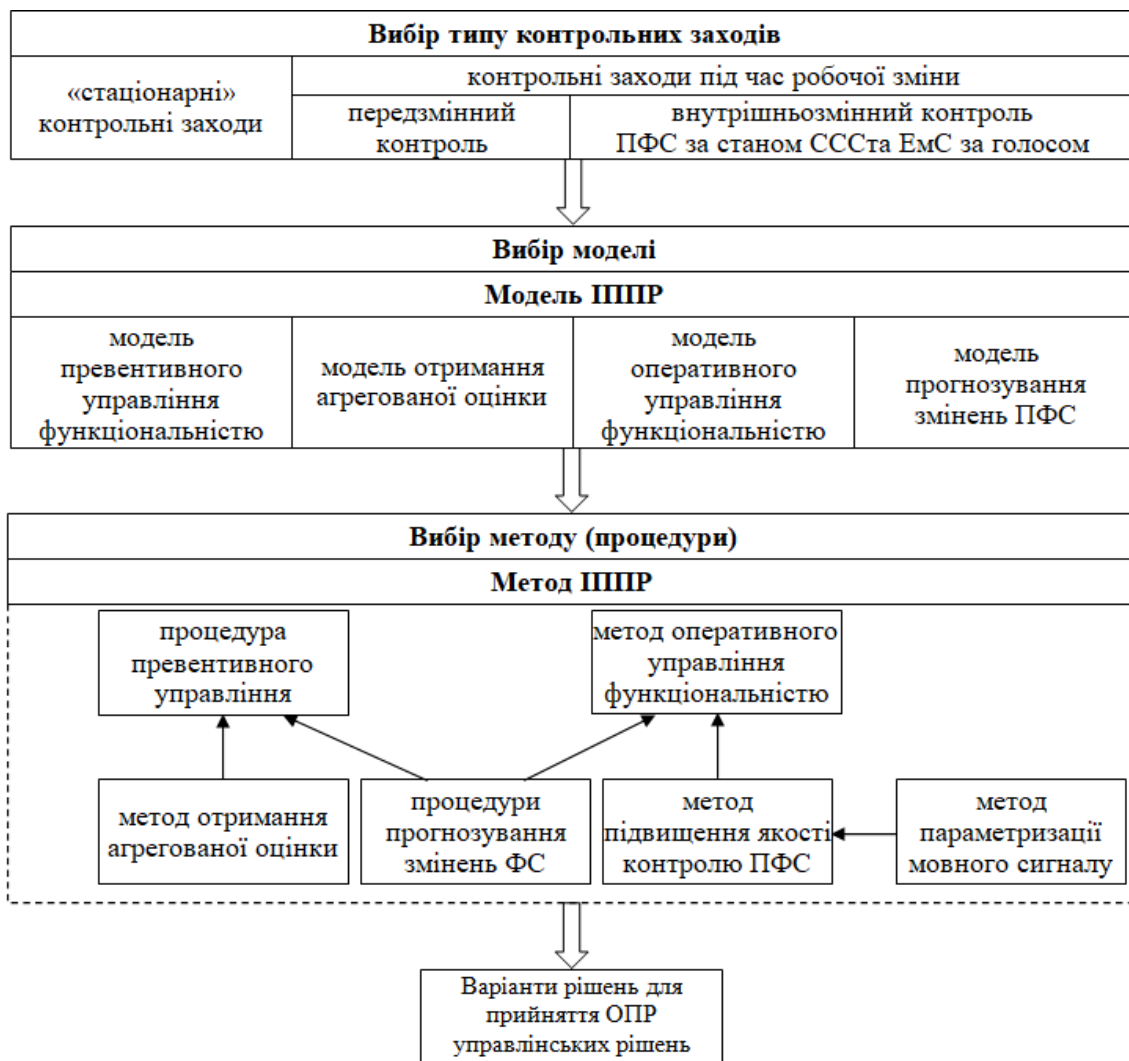 Вибір типу контрольних заходів
«стаціонарні»
контрольні заходи
контрольні заходи під час робочої зміни
передзмінний
контроль
внутрішньозмінний контроль
ПФС за станом СССта ЕмС за голосом
Вибір моделі
Модель ІППР
модель
превентивного
управління
функціональністю
модель отримання
агрегованої оцінки
модель
оперативного
управління
функціональністю
модель
прогнозування
змінень ПФС
Вибір методу (процедури)
Метод ІППР
процедура
превентивного
управління
метод оперативного
управління
функціональністю
метод отримання
агрегованої оцінки
процедури
прогнозування
змінень ФС
метод
підвищення якості
контролю ПФС
метод
параметризації
мовного сигналу
Варіанти рішень для
прийняття ОПР
управлінських рішень